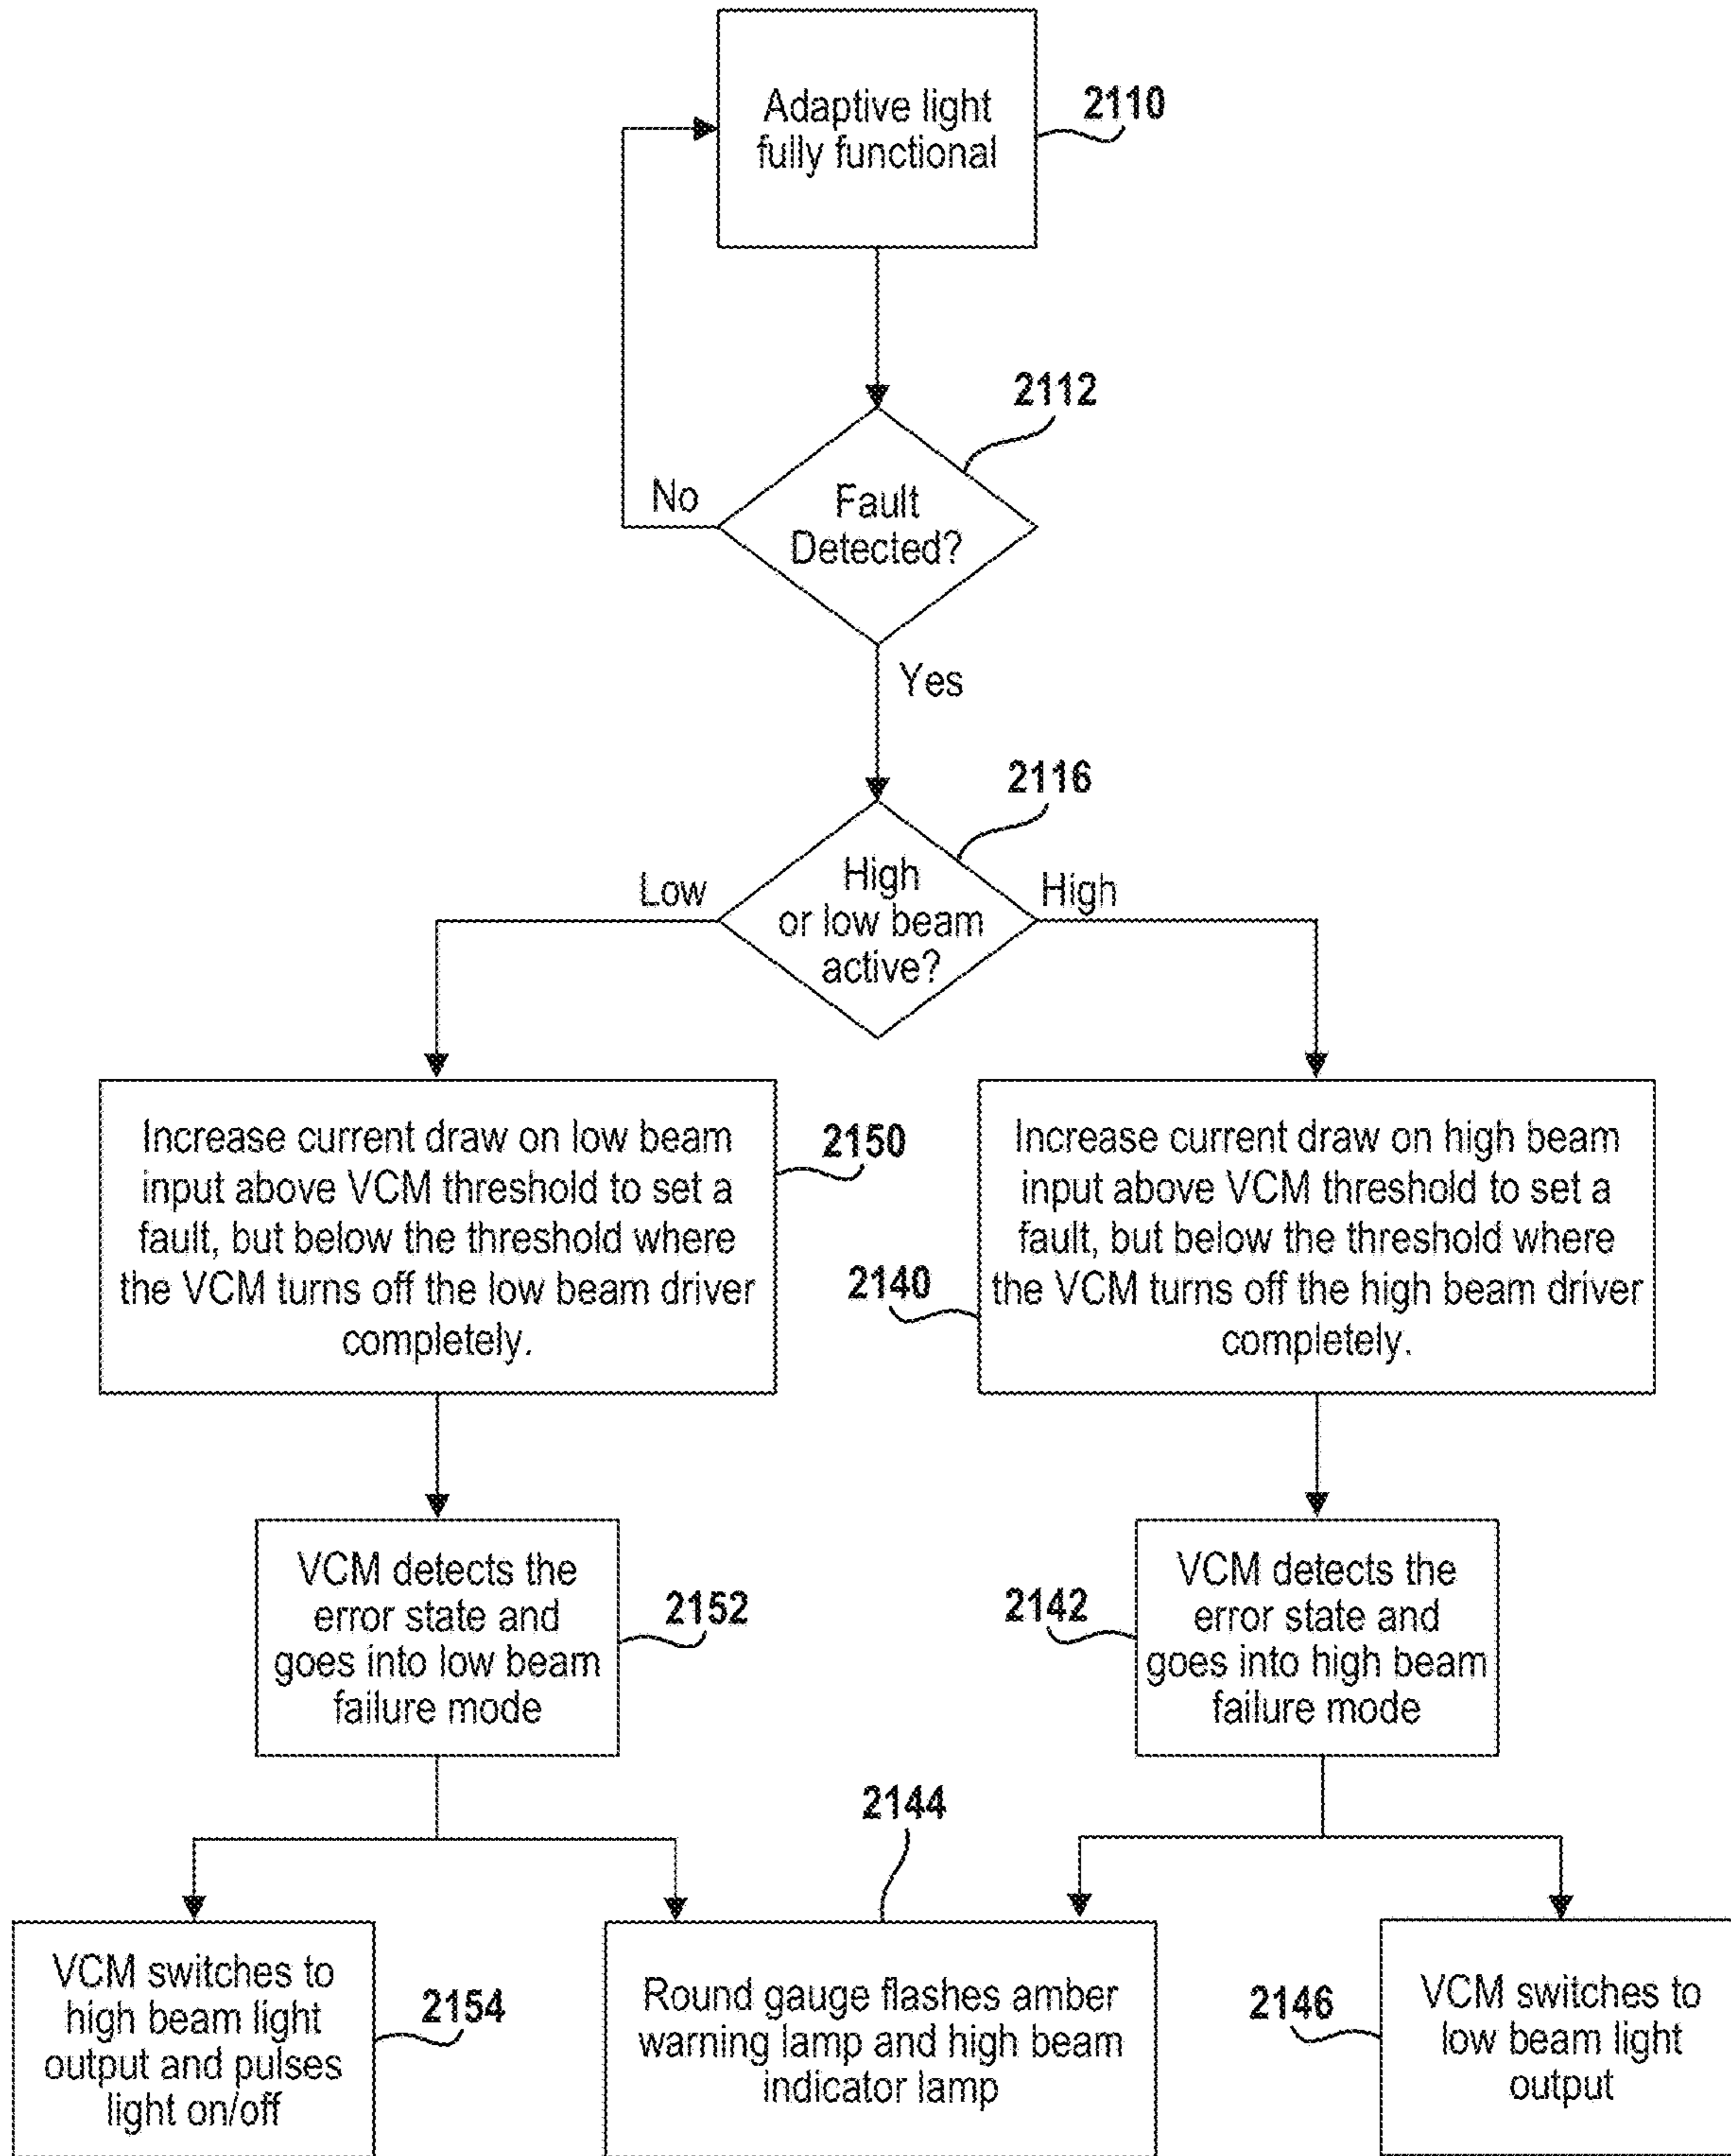 Adaptive light
fully functional
2110
2112
No
Fault
Detected?
Yes
2116
Low
High
or low beam
active?
High
Increase current draw on low beam
input above VCM threshold to set a
fault, but below the threshold where
the VCM turns off the low beam driver
completely.
2150
Increase current draw on high beam
input above VCM threshold to set a
fault, but below the threshold where
the VCM turns off the high beam driver
completely.
2140
VCM detects the
error state and
goes into low beam
failure mode
2152
VCM detects the
error state and
goes into high beam
failure mode
2142
2144
VCM switches to
high beam light
output and pulses
light on/off
2154
Round gauge flashes amber
warning lamp and high beam
indicator lamp
2146
VCM switches to
low beam light
output